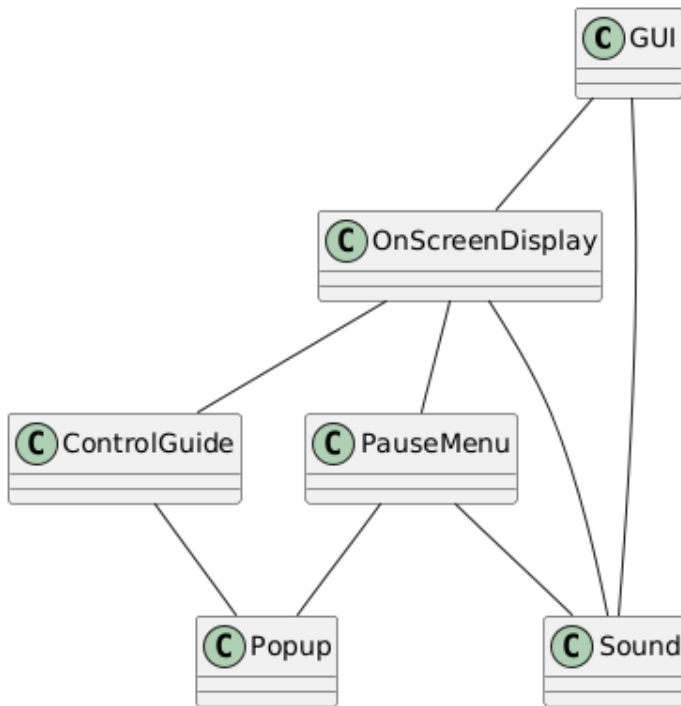 C GUI
C OnScreenDisplay
C ControlGuide
C PauseMenu
C Popup
C Sound